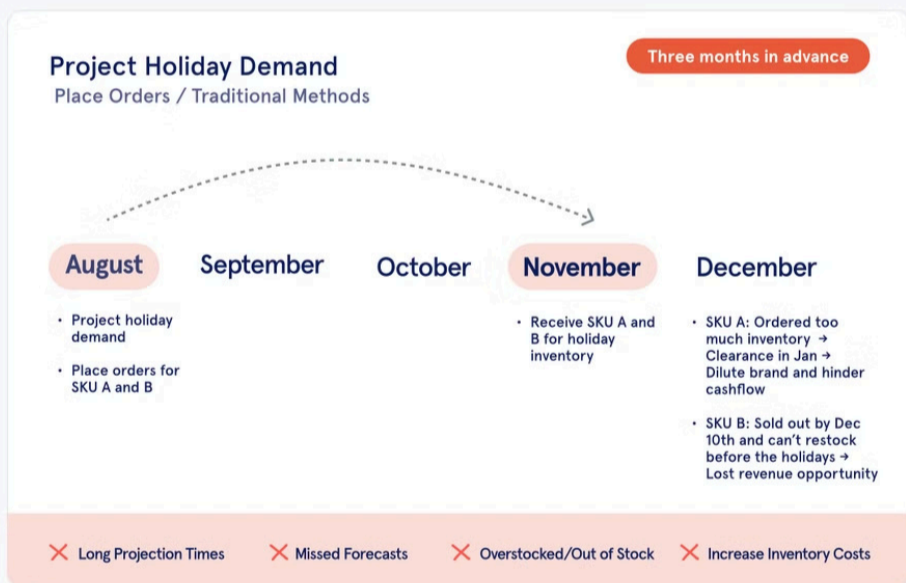 Project Holiday Demand
Three months in advance
Place Orders / Traditional Methods
August
September
October
November
December
• Project holiday
demand
• Place orders for
SKU A and B
• Receive SKU A and
B for holiday
inventory
• SKU A: Ordered too
much inventory →
Clearance in Jan →
Dilute brand and hinder
cashflow
• SKU B: Sold out by Dec
10th and can't restock
before the holidays →
Lost revenue opportunity
Long Projection Times
Missed Forecasts
Overstocked/Out of Stock
Increase Inventory Costs